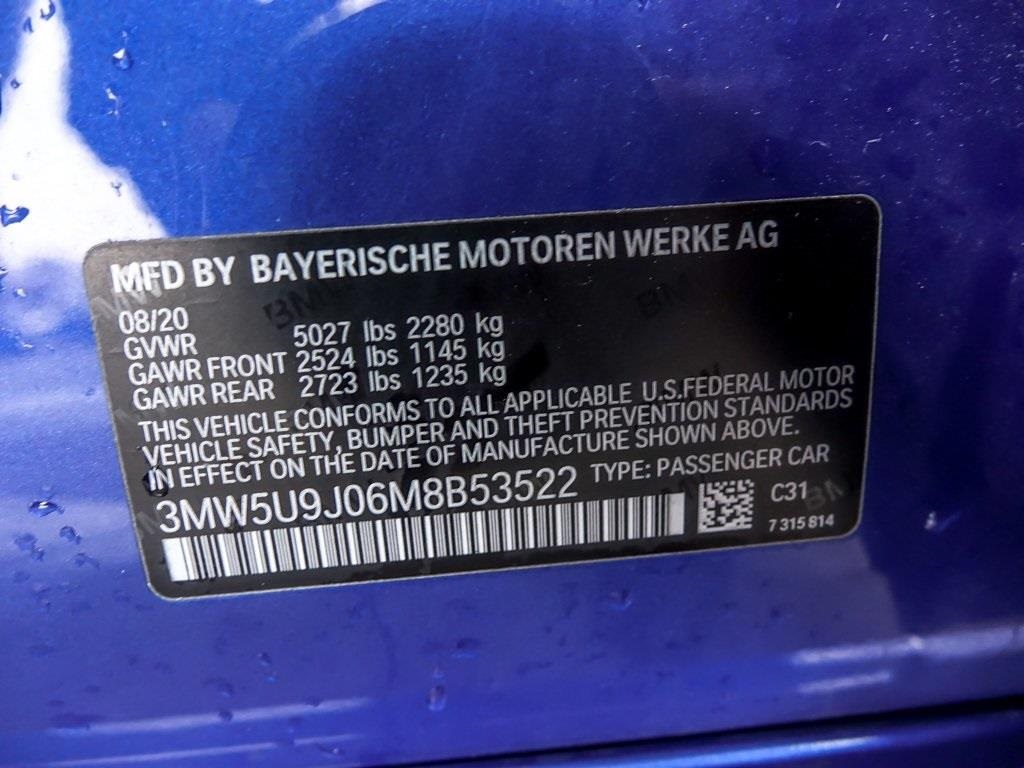 MFD BY BAYERISCHE MOTOREN WERKE AG
08/20
GVWR 5027 lbs 2280 kg
GAWR FRONT 2524 lbs 1145 kg
GAWR REAR 2723 lbs 1235 kg
THIS VEHICLE CONFORMS TO ALL APPLICABLE U.S.FEDERAL MOTOR
VEHICLE SAFETY, BUMPER AND THEFT PREVENTION STANDARDS
IN EFFECT ON THE DATE OF MANUFACTURE SHOWN ABOVE.
3MW5U9J06M8B53522 TYPE: PASSENGER CAR
C31
7 315 814